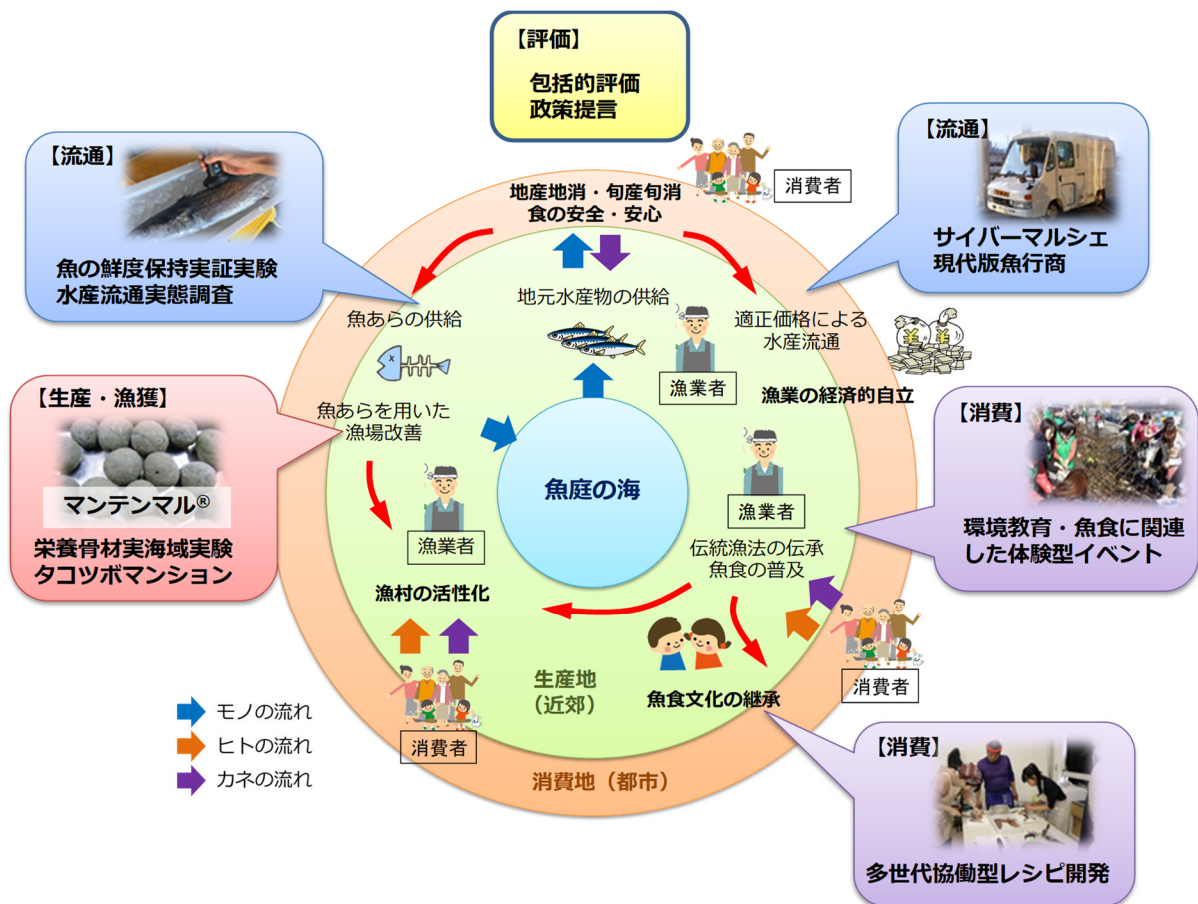 【評価】
包括的評価
政策提言
【流通】
魚の鮮度保持実証実験
水産流通実態調査
【流通】
サイバーマルシェ
現代版魚行商
消費者
地産地消・旬産旬消
食の安全・安心
地元水産物の供給
魚あらの供給
適正価格による
水産流通
漁業者
漁業の経済的自立
¥
¥
【生産・漁獲】
マンテンマル®
栄養骨材実海域実験
タコツボマンション
魚あらを用いた
漁場改善
魚庭の海
漁業者
漁業者
【消費】
環境教育・魚食に関連
した体験型イベント
伝統漁法の伝承
魚食の普及
漁村の活性化
消費者
生産地
（近郊）
魚食文化の継承
消費者
モノの流れ
ヒトの流れ
カネの流れ
消費地（都市）
【消費】
多世代協働型レシピ開発